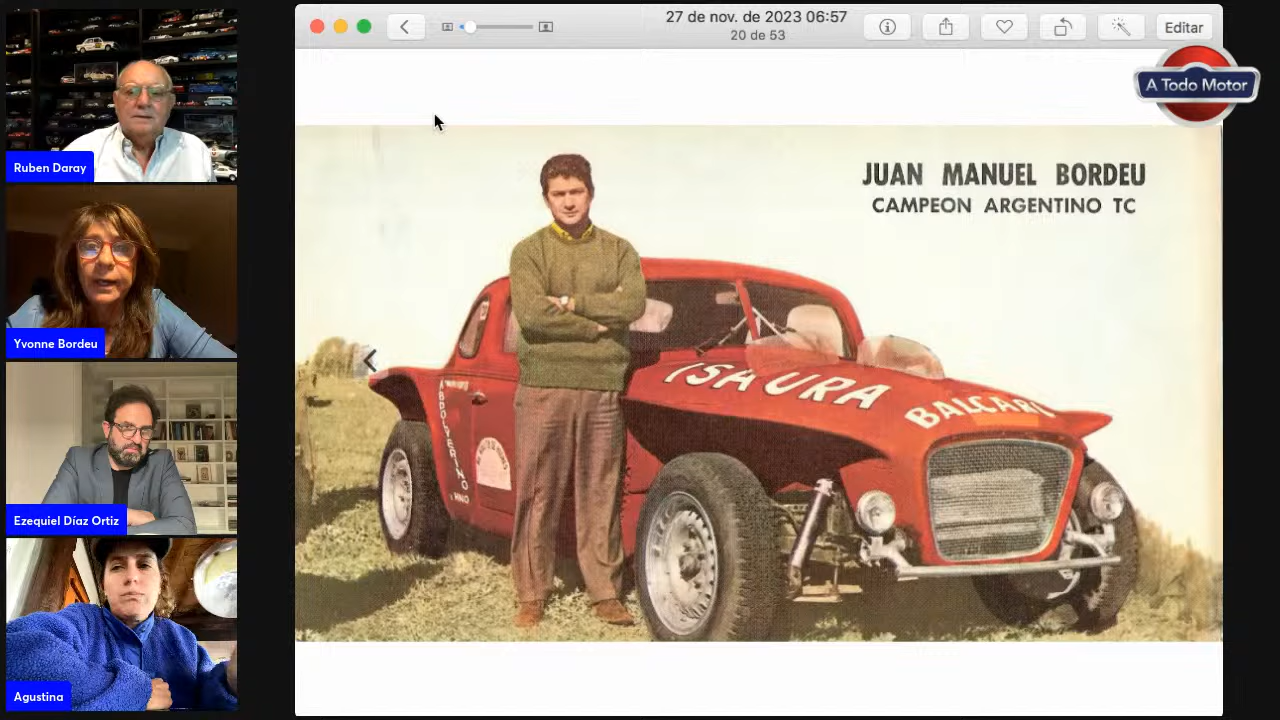 Ruben Daray
Yvonne Bordeu
Ezequiel Díaz Ortiz
Agustina
27 de nov. de 2023 06:57
20 de 53
Editar
A Todo Motor
JUAN MANUEL BORDEU
CAMPEON ARGENTINO TC
ISAURA
BALCARCE